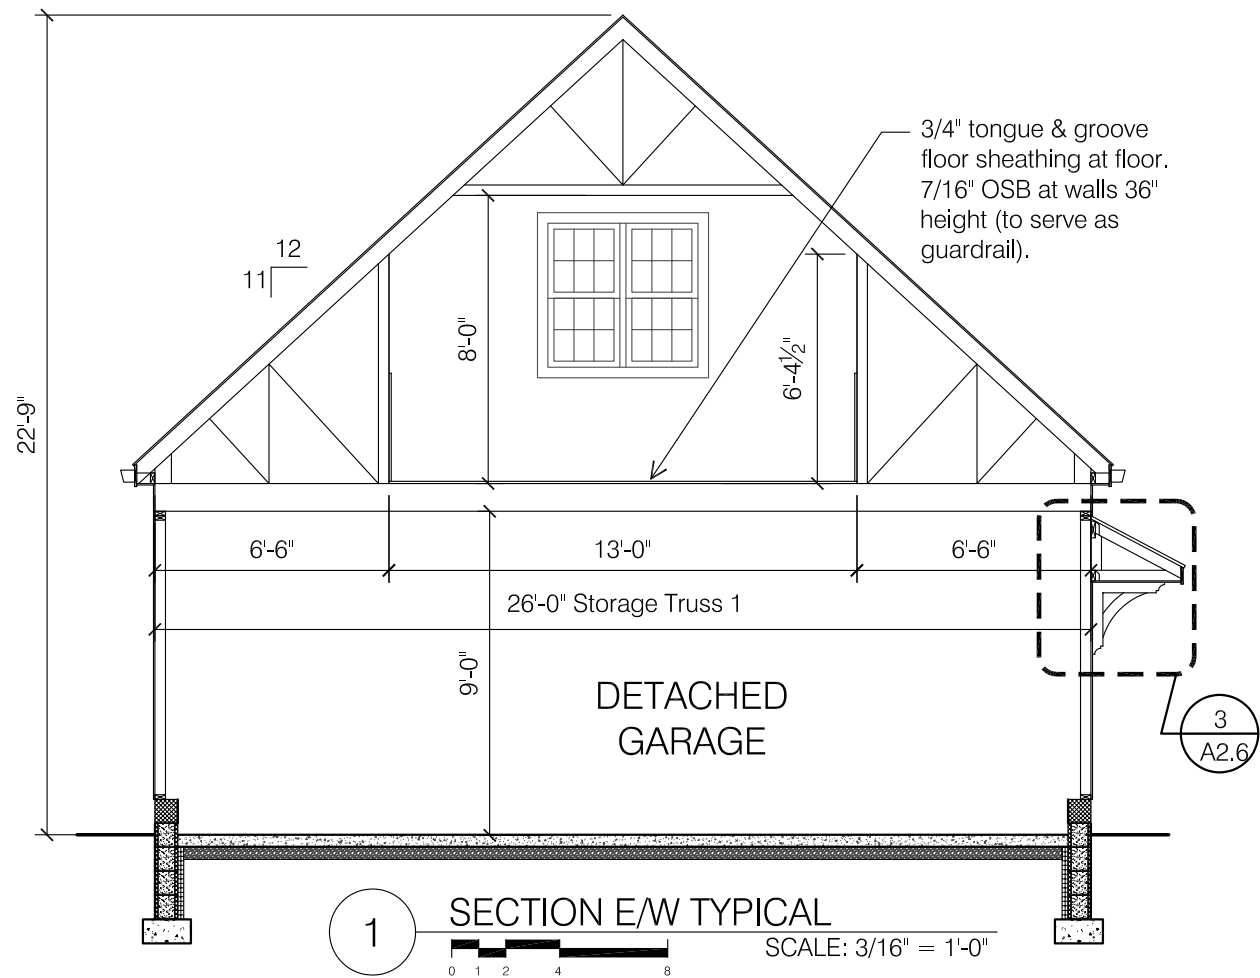 3/4" tongue & groove
floor sheathing at floor.
7/16" OSB at walls 36"
height (to serve as
guardrail).
12
11
8'-0"
6'-4½"
22'-9"
6'-6"
13'-0"
6'-6"
26'-0" Storage Truss 1
9'-0"
DETACHED
GARAGE
3
A2.6
1
SECTION E/W TYPICAL
SCALE: 3/16" = 1'-0"
0 1 2 4 8